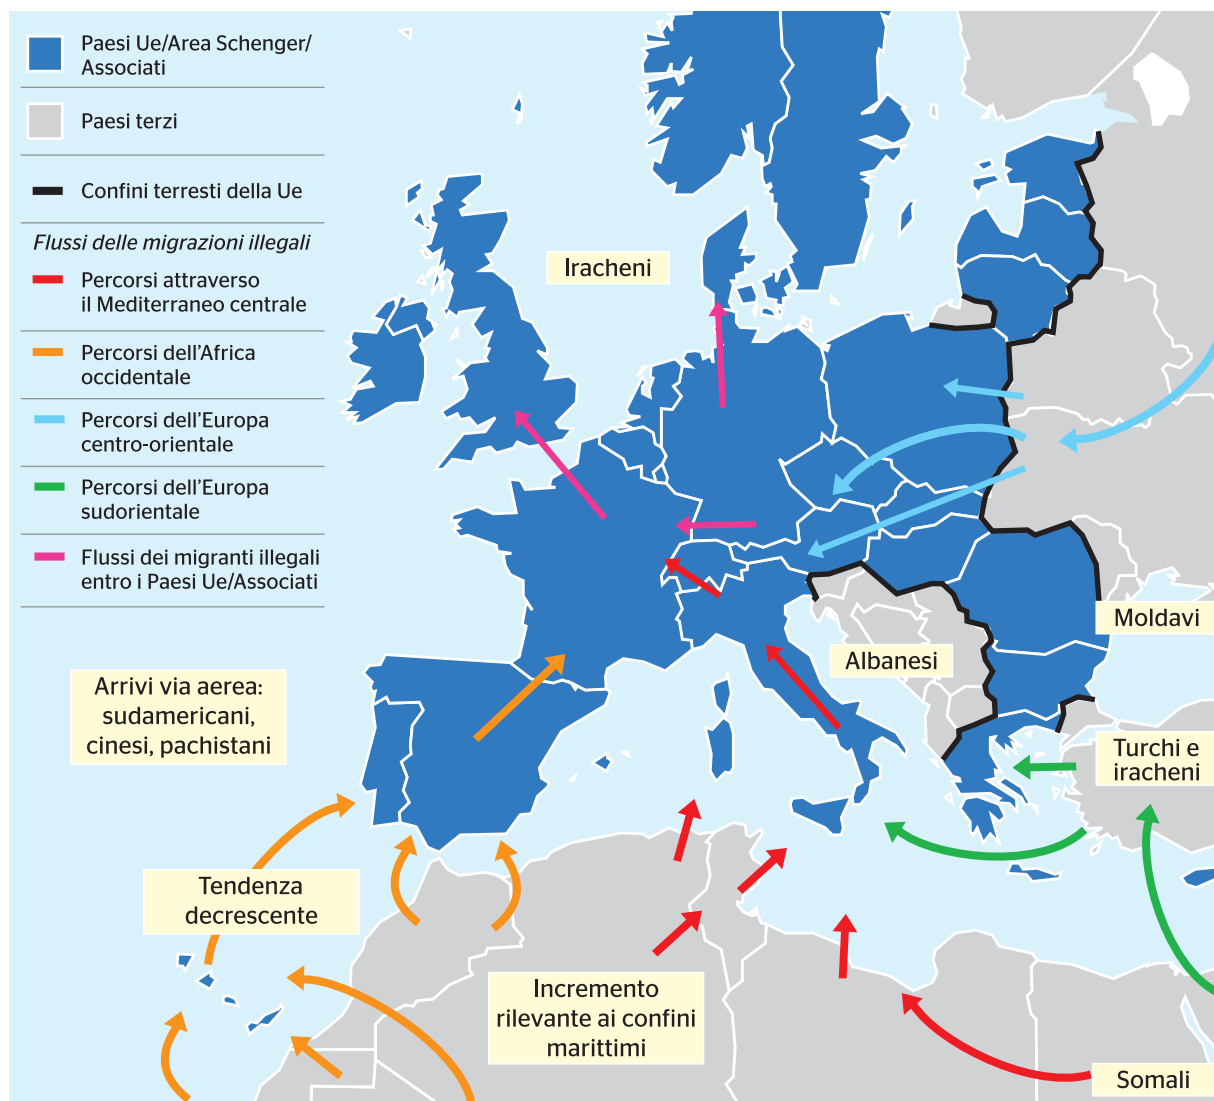 Paesi Ue/Area Schenger/
Associati
Paesi terzi
Confini terresti della Ue
Flussi delle migrazioni illegali
Percorsi attraverso
il Mediterraneo centrale
Percorsi dell'Africa
occidentale
Percorsi dell'Europa
centro-orientale
Percorsi dell'Europa
sudorientale
Flussi dei migranti illegali
entro i Paesi Ue/Associati
Iracheni
Moldavi
Albanesi
Arrivi via aerea:
sudamericani,
cinesi, pachistani
Turchi e
iracheni
Tendenza
decrescente
Incremento
rilevante ai confini
marittimi
Somali